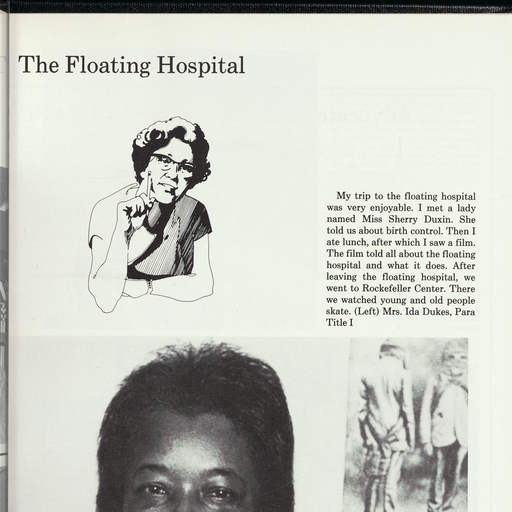 The Floating Hospital
My trip to the floating hospital
was very enjoyable. I met a lady
named Miss Sherry Duxin. She
told us about birth control. Then I
ate lunch, after which I saw a film.
The film told all about the floating
hospital and what it does. After
leaving the floating hospital, we
went to Rockefeller Center. There
we watched young and old people
skate. (Left) Mrs. Ida Dukes, Para
Title I